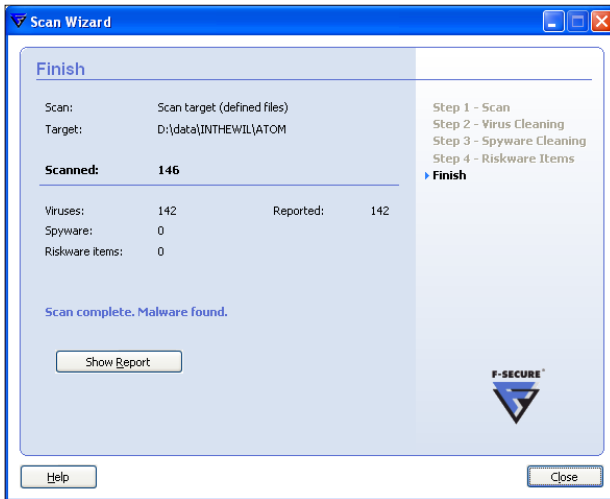 Scan Wizard
Finish
Scan: Scan target (defined files)
Target: D:\data\INTHEWIL\ATOM
Scanned: 146
Viruses: 142 Reported: 142
Spyware: 0
Riskware items: 0
Scan complete. Malware found.
Show Report
Step 1 - Scan
Step 2 - Virus Cleaning
Step 3 - Spyware Cleaning
Step 4 - Riskware Items
Finish
F-SECURE
Help
Close